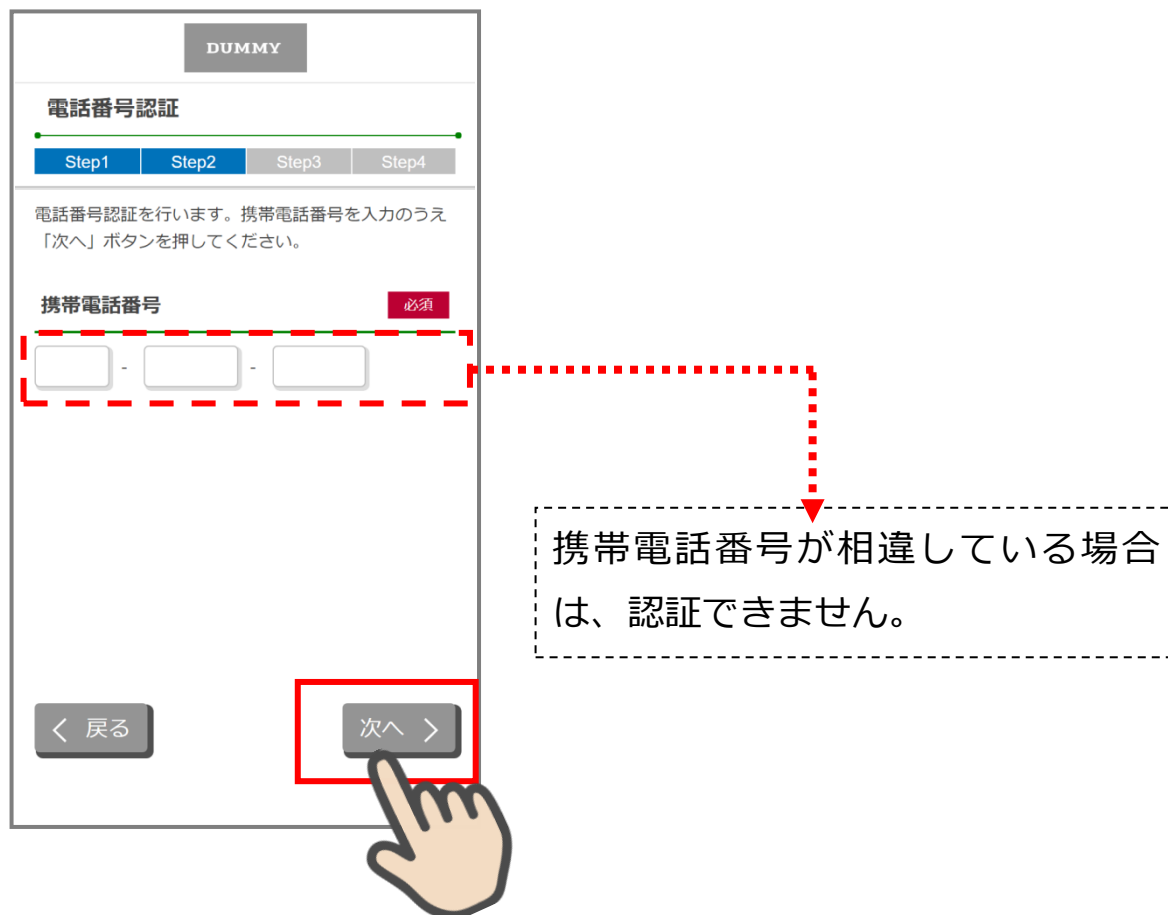 DUMMY
電話番号認証
Step1 Step2 Step3 Step4
電話番号認証を行います。携帯電話番号を入力のうえ
「次へ」ボタンを押してください。
携帯電話番号 必須
- -
携帯電話番号が相違している場合
は、認証できません。
戻る 次へ